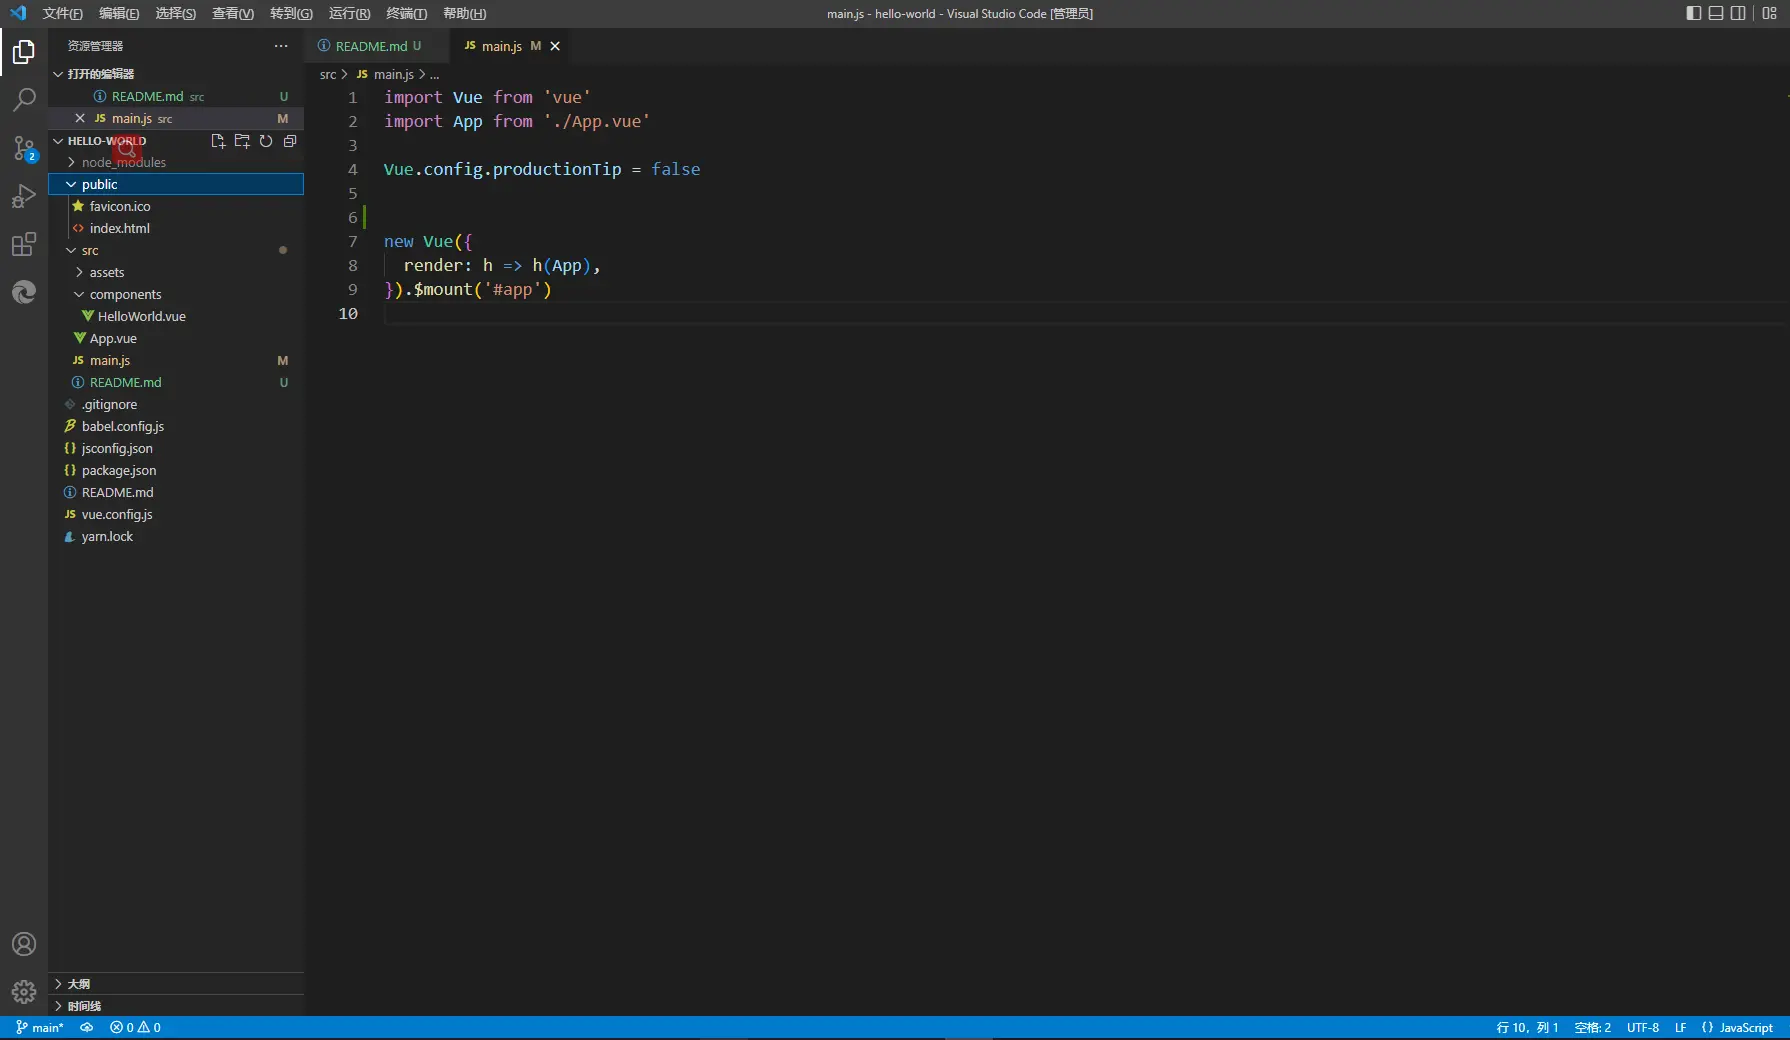 文件(F) 编辑(E) 选择(S) 查看(V) 转到(G) 运行(R) 终端(T) 帮助(H)
main.js - hello-world - Visual Studio Code [管理员]
资源管理器
打开的编辑器
README.md src U
JS main.js src M
HELLO-WORLD
node_modules
public
favicon.ico
index.html
src
assets
components
HelloWorld.vue
App.vue
JS main.js M
README.md U
.gitignore
babel.config.js
{} jsconfig.json
{} package.json
README.md
JS vue.config.js
yarn.lock
大纲
时间线
2
README.md U
JS main.js M
src > JS main.js > ...
1 import Vue from 'vue'
2 import App from './App.vue'
3
4 Vue.config.productionTip = false
5
6
7 new Vue({
8 render: h => h(App),
9 }).$mount('#app')
10
main* 0 0
行 10，列 1 空格: 2 UTF-8 LF {} JavaScript